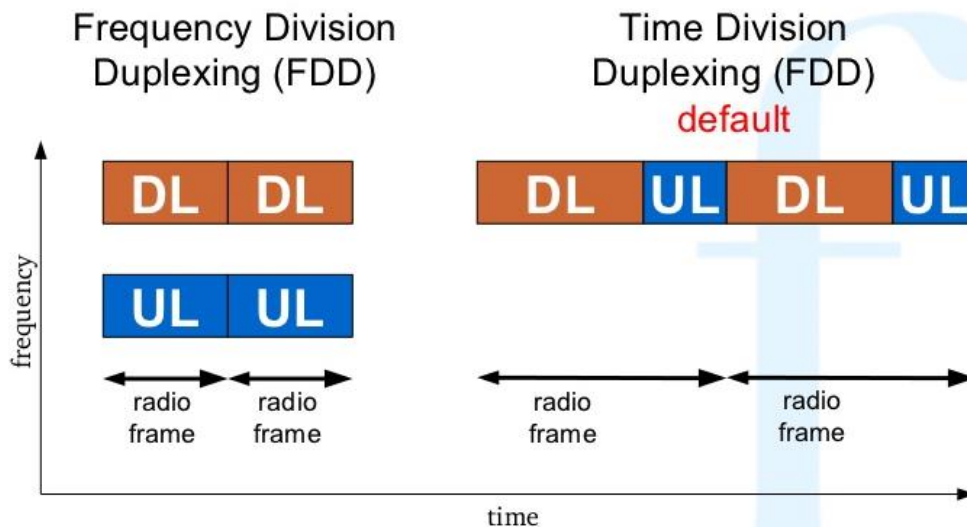 Frequency Division
Duplexing (FDD)
Time Division
Duplexing (FDD)
default
DL DL
DL UL DL UL
UL UL
frequency
radio
frame
radio
frame
radio
frame
radio
frame
time